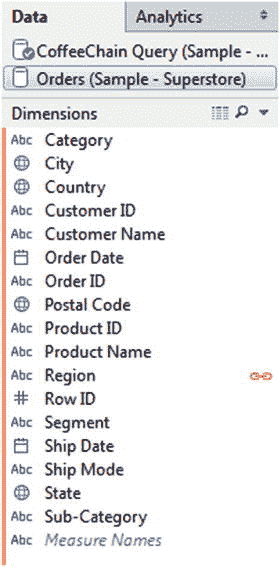 Data Analytics
CoffeeChain Query (Sample - ...
Orders (Sample - Superstore)
Dimensions
Abc Category
City
Country
Abc Customer ID
Abc Customer Name
Order Date
Abc Order ID
Postal Code
Abc Product ID
Abc Product Name
Abc Region
# Row ID
Abc Segment
Ship Date
Abc Ship Mode
State
Abc Sub-Category
Abc Measure Names